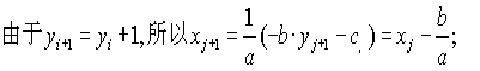 由于y_{i+1} = y_i + 1, 所以x_{j+1} = \frac{1}{a}(-b·y_{j+1} - c) = x_j - \frac{b}{a};